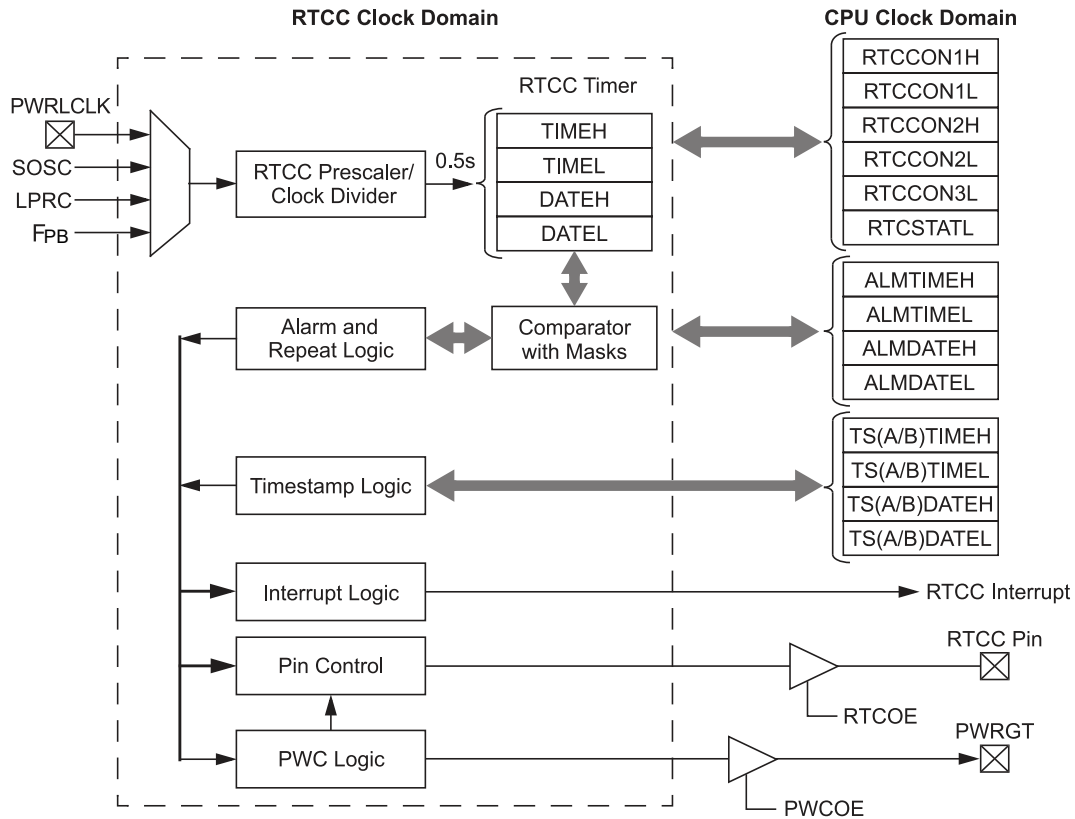 RTCC Clock Domain
CPU Clock Domain
PWRLCLK
SOSC
LPRC
FPB
RTCC Prescaler/
Clock Divider
0.5s
RTCC Timer
TIMEH
TIMEL
DATEH
DATEL
RTCCON1H
RTCCON1L
RTCCON2H
RTCCON2L
RTCCON3L
RTCSTATL
Alarm and
Repeat Logic
Comparator
with Masks
ALMTIMEH
ALMTIMEL
ALMDATEH
ALMDATEL
Timestamp Logic
TS(A/B)TIMEH
TS(A/B)TIMEL
TS(A/B)DATEH
TS(A/B)DATEL
Interrupt Logic
RTCC Interrupt
Pin Control
RTCC Pin
RTCOE
PWC Logic
PWRGT
PWCOE